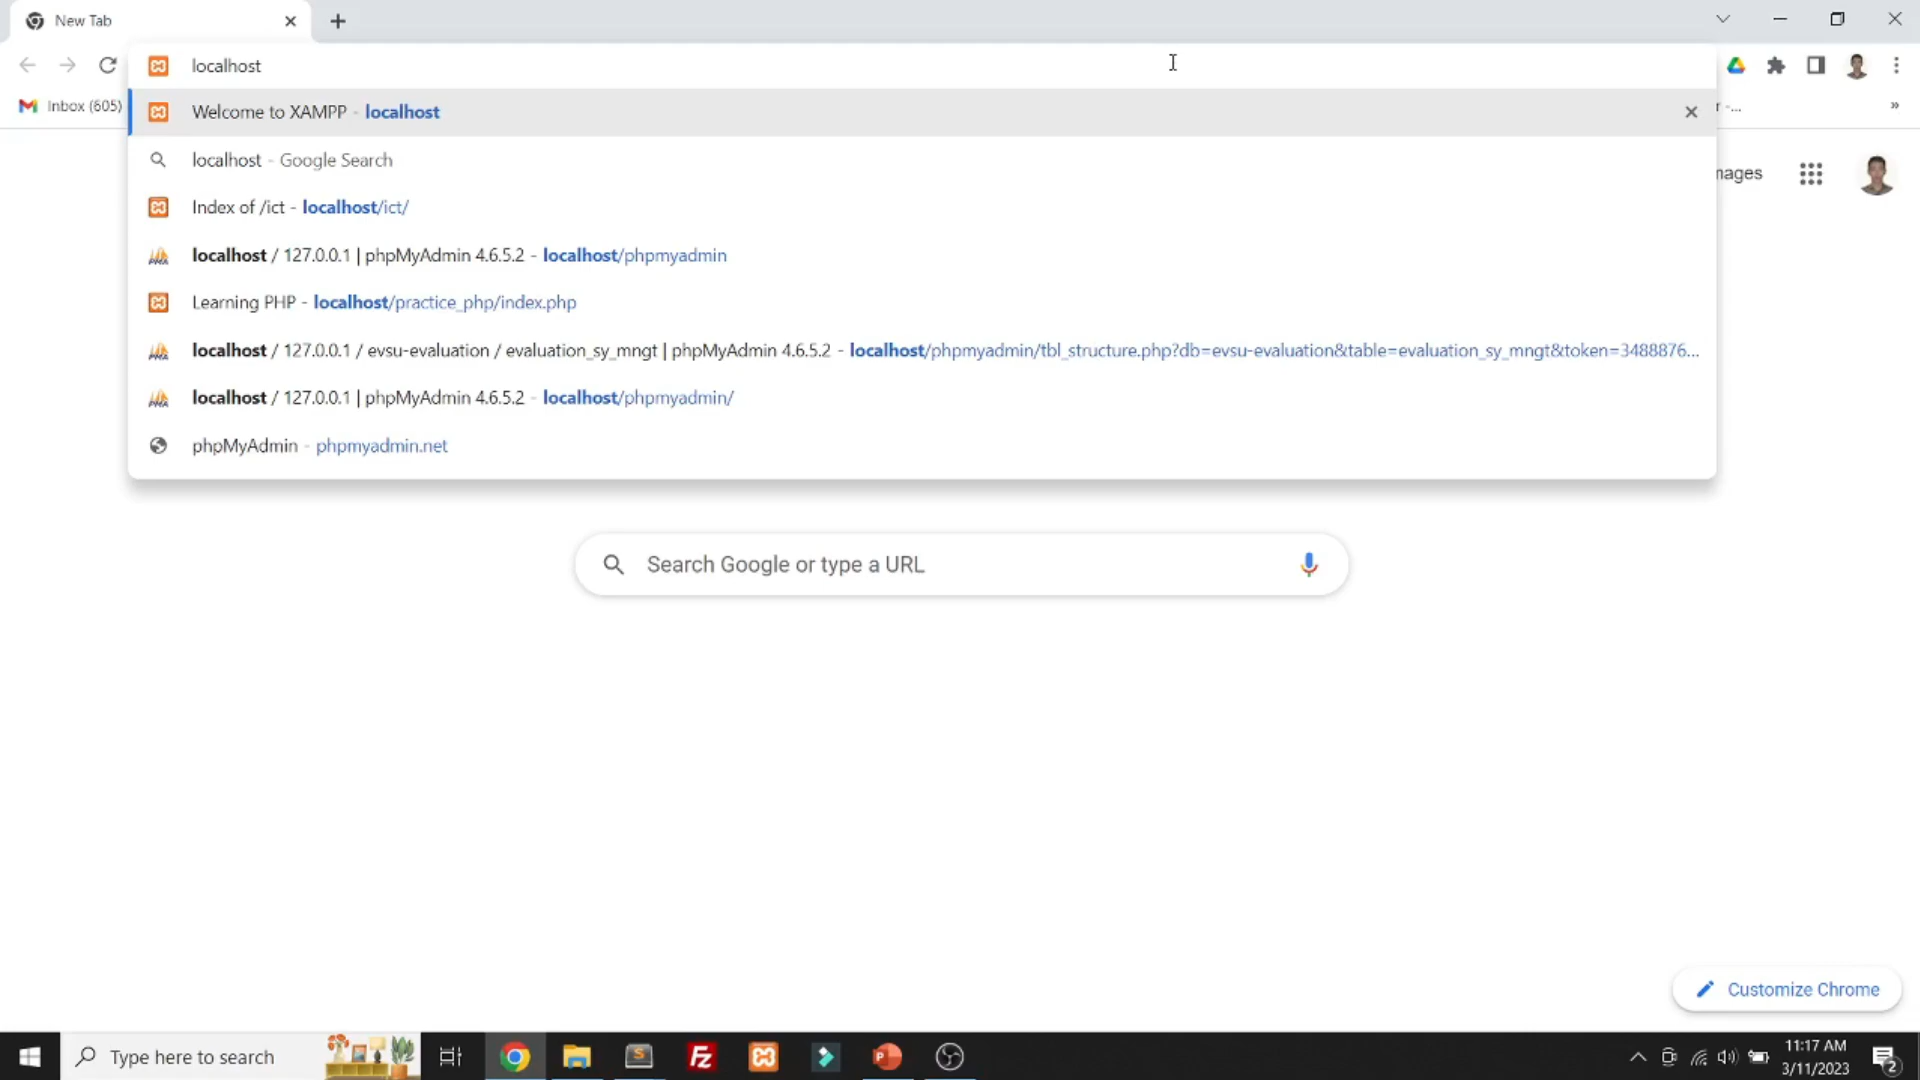 New Tab
localhost
Inbox (605)
Welcome to XAMPP - localhost
localhost - Google Search
Index of /ict - localhost/ict/
localhost / 127.0.0.1 | phpMyAdmin 4.6.5.2 - localhost/phpmyadmin
Learning PHP - localhost/practice_php/index.php
localhost / 127.0.0.1 / evsu-evaluation / evaluation_sy_mngt | phpMyAdmin 4.6.5.2 - localhost/phpmyadmin/tbl_structure.php?db=evsu-evaluation&table=evaluation_sy_mngt&token=3488876...
localhost / 127.0.0.1 | phpMyAdmin 4.6.5.2 - localhost/phpmyadmin/
phpMyAdmin - phpmyadmin.net
Search Google or type a URL
Customize Chrome
Type here to search
11:17 AM
3/11/2023
2